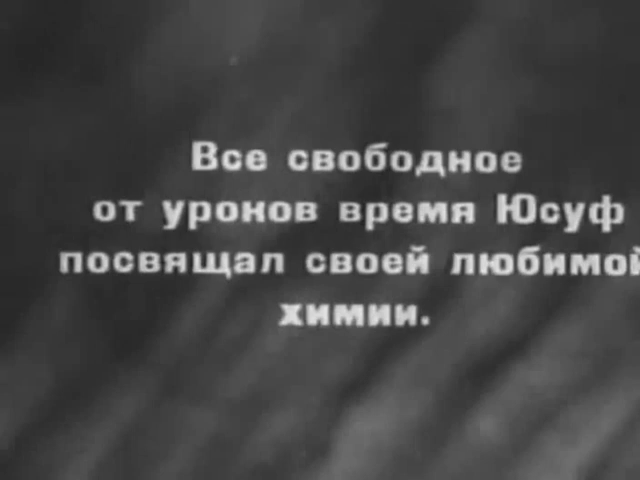 Все свободное
от уроков время Юсуф
посвящал своей любимой
химии.